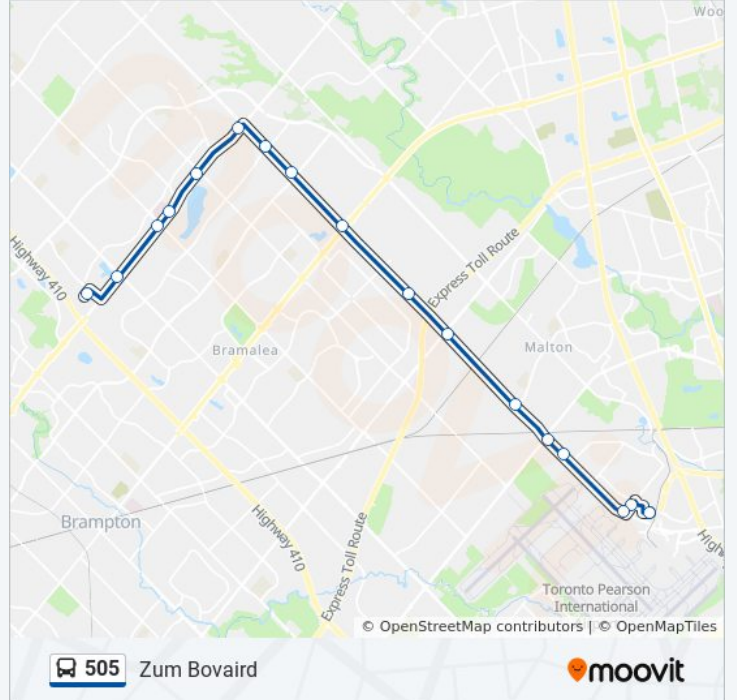 Woo
Highway 410
Express Toll Route
Malton
Bramalea
Brampton
Highway 410
Express Toll Route
High
Toronto Pearson
International
© OpenStreetMap contributors | © OpenMapTiles
505 Zum Bovaird
moovit